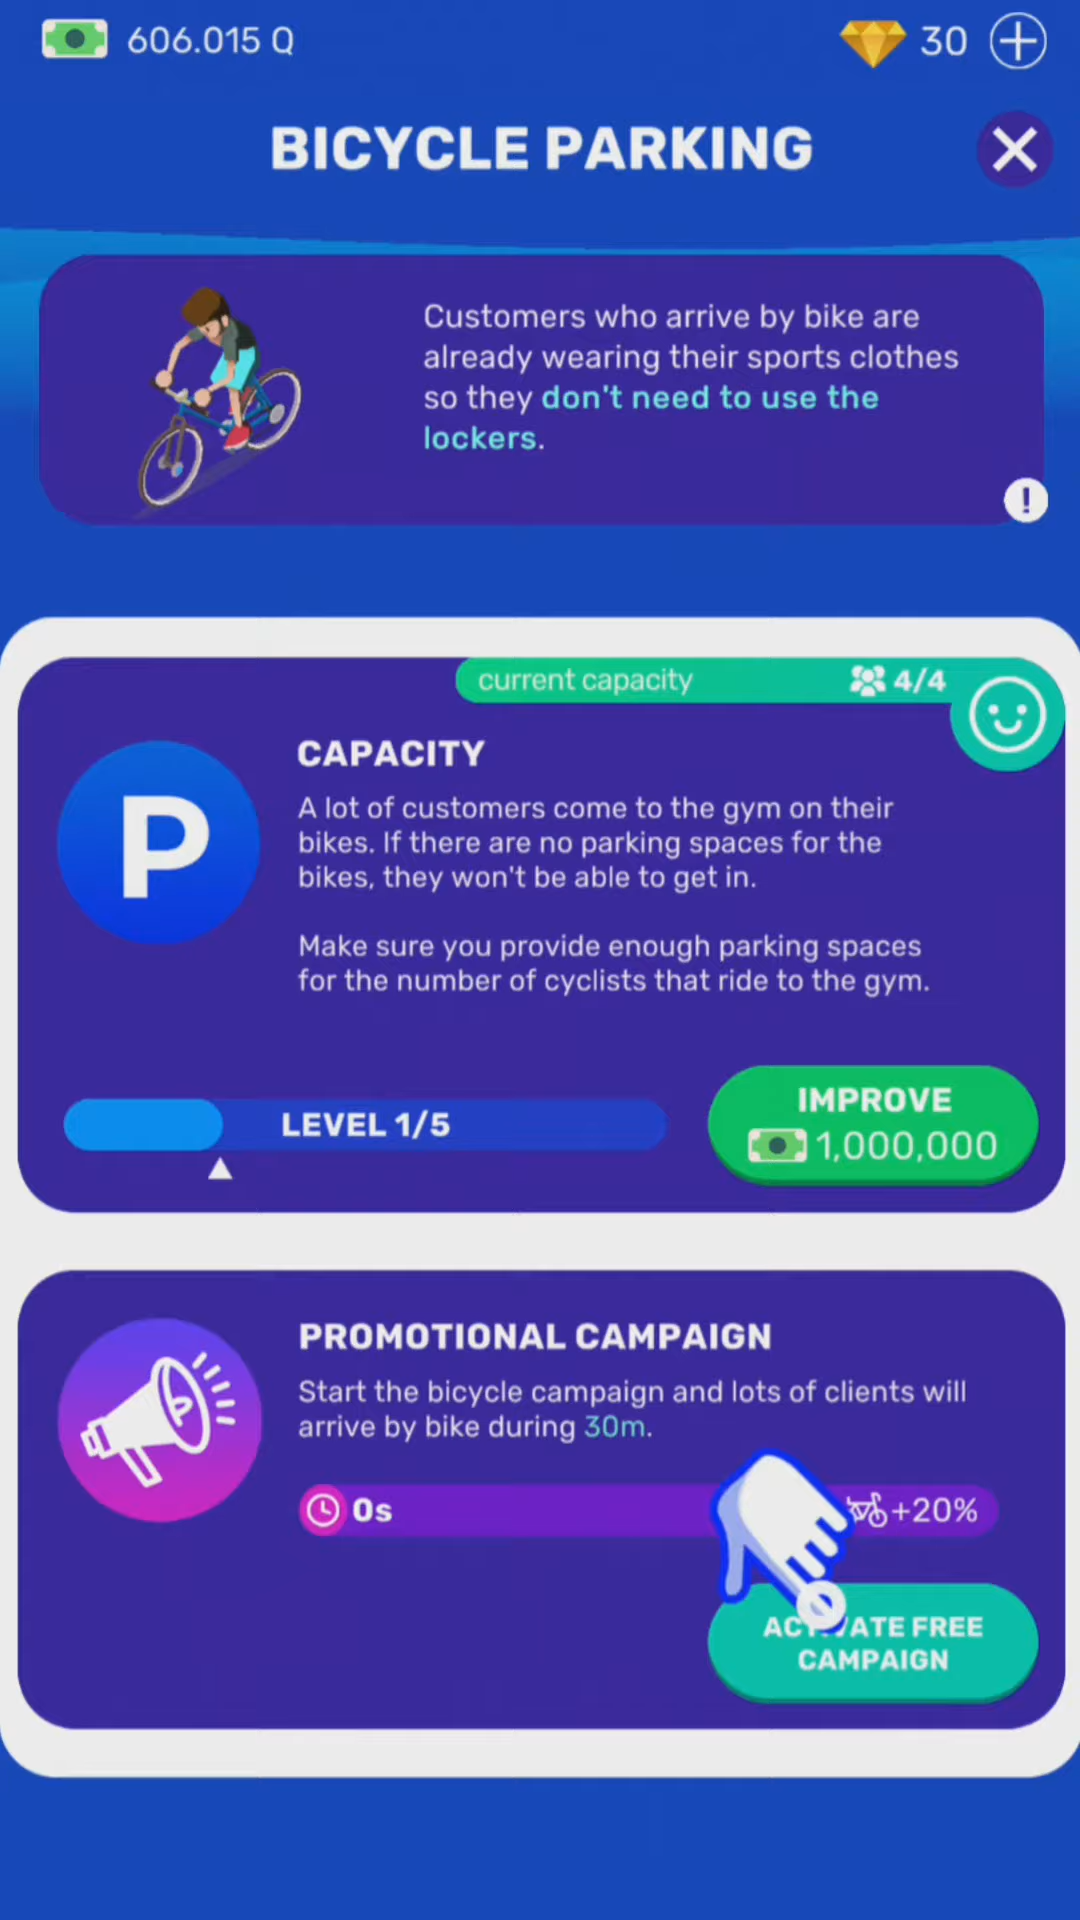 606.015 Q
30
BICYCLE PARKING
Customers who arrive by bike are
already wearing their sports clothes
so they don't need to use the
lockers.
!
current capacity 4/4
CAPACITY
P
A lot of customers come to the gym on their
bikes. If there are no parking spaces for the
bikes, they won't be able to get in.
Make sure you provide enough parking spaces
for the number of cyclists that ride to the gym.
LEVEL 1/5
IMPROVE
1,000,000
PROMOTIONAL CAMPAIGN
Start the bicycle campaign and lots of clients will
arrive by bike during 30m.
0s
+20%
FREE
CAMPAIGN